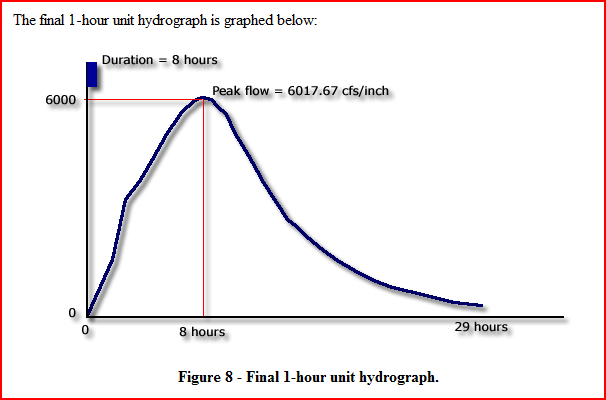 The final 1-hour unit hydrograph is graphed below:
Duration = 8 hours
Peak flow = 6017.67 cfs/inch
6000
0
0
8 hours
29 hours
Figure 8 - Final 1-hour unit hydrograph.